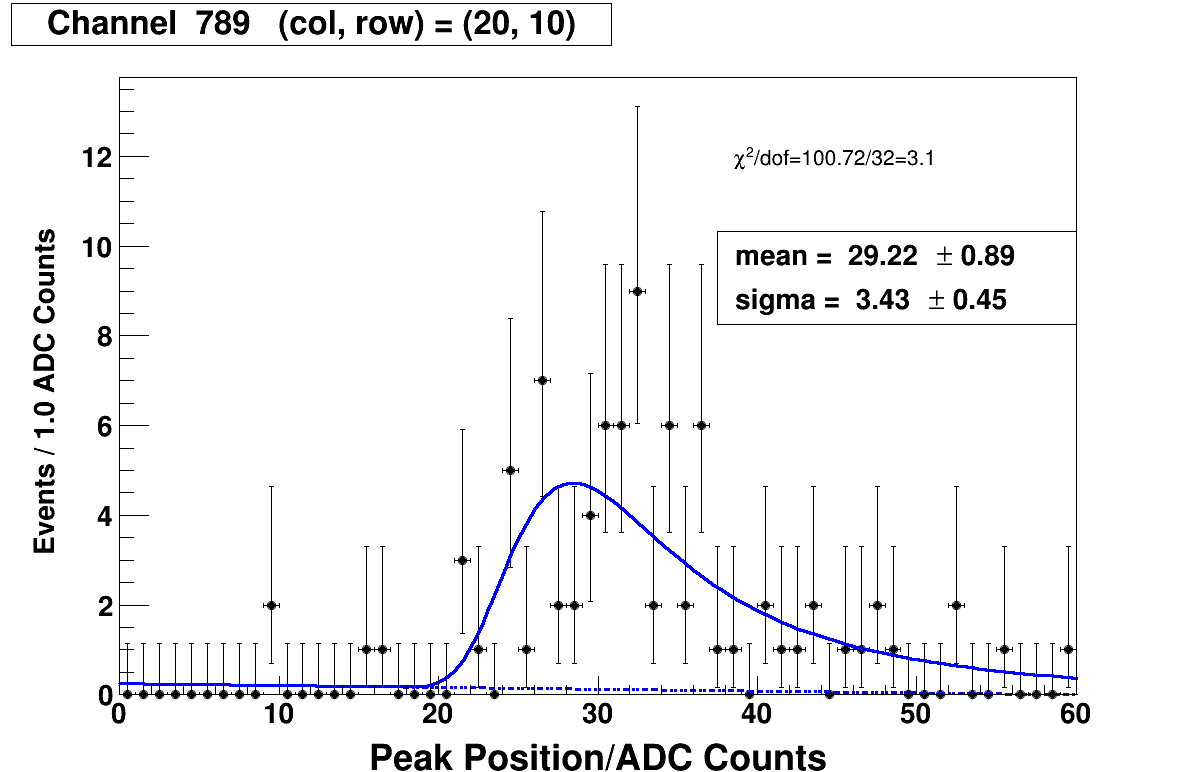 Channel 789 (col, row) = (20, 10)
χ²/dof=100.72/32=3.1
mean = 29.22 ± 0.89
sigma = 3.43 ± 0.45
Events / 1.0 ADC Counts
12
10
8
6
4
2
0
0 10 20 30 40 50 60
Peak Position/ADC Counts